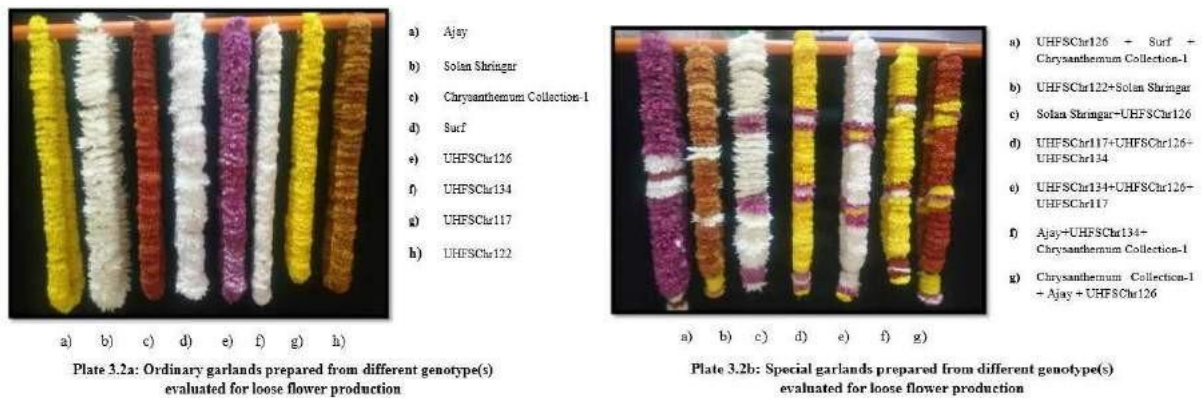 a) Ajay
b) Solan Shringar
c) Chrysanthemum Collection-1
d) Surf
e) UHFSChr126
f) UHFSChr134
g) UHFSChr117
h) UHFSChr122
a) b) c) d) e) f) g) h)
Plate 3.2a: Ordinary garlands prepared from different genotype(s)
evaluated for loose flower production
a) UHFSChr126 + Surf +
Chrysanthemum Collection-1
b) UHFSChr122+Solan Shringar
c) Solan Shringar+UHFSChr126
d) UHFSChr117+UHFSChr126+
UHFSChr134
e) UHFSChr134+UHFSChr126+
UHFSChr117
f) Ajay+UHFSChr134+
Chrysanthemum Collection-1
g) Chrysanthemum Collection-1
+ Ajay + UHFSChr126
a) b) c) d) e) f) g)
Plate 3.2b: Special garlands prepared from different genotype(s)
evaluated for loose flower production